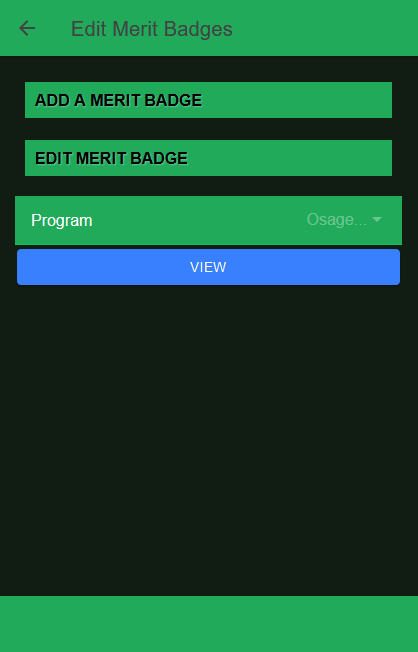 Edit Merit Badges
ADD A MERIT BADGE
EDIT MERIT BADGE
Program Osage...
VIEW